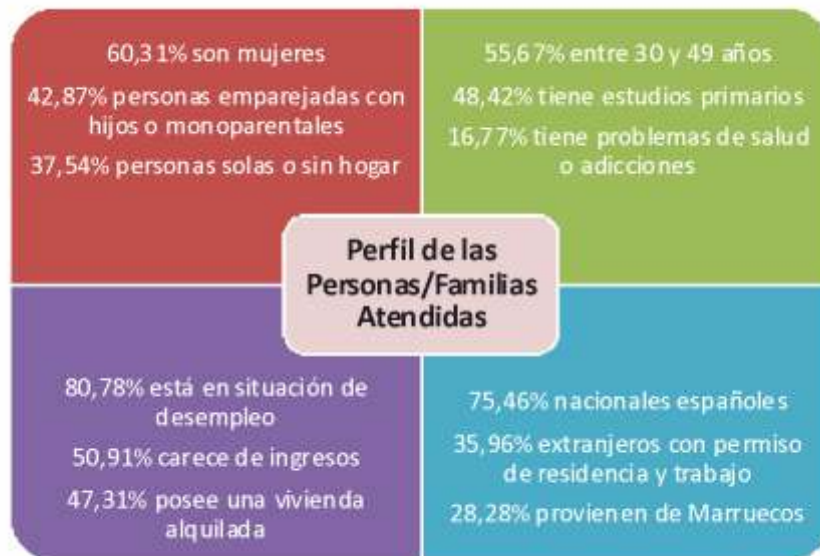 60,31% son mujeres
42,87% personas emparejadas con
hijos o monoparentales
37,54% personas solas o sin hogar
55,67% entre 30 y 49 años
48,42% tiene estudios primarios
16,77% tiene problemas de salud
o adicciones
Perfil de las
Personas/Familias
Atendidas
80,78% está en situación de
desempleo
50,91% carece de ingresos
47,31% posee una vivienda
alquilada
75,46% nacionales españoles
35,96% extranjeros con permiso
de residencia y trabajo
28,28% provienen de Marruecos